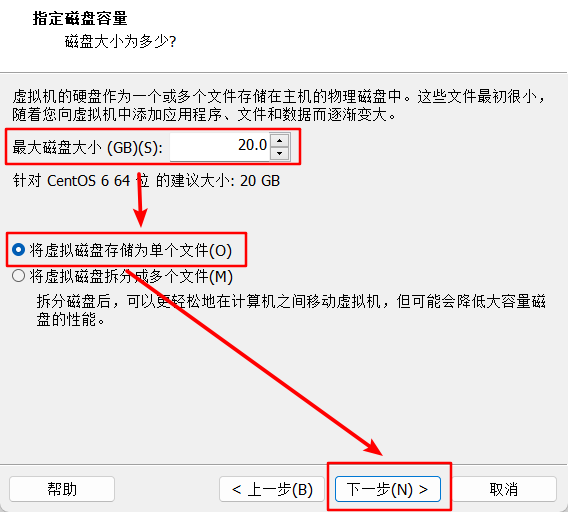 指定磁盘容量
磁盘大小为多少?
虚拟机的硬盘作为一个或多个文件存储在主机的物理磁盘中。这些文件最初很小，
随着您向虚拟机中添加应用程序、文件和数据而逐渐变大。
最大磁盘大小 (GB)(S): 20.0
针对 CentOS 6 64 位 的建议大小: 20 GB
将虚拟磁盘存储为单个文件(O)
将虚拟磁盘拆分成多个文件(M)
拆分磁盘后，可以更轻松地在计算机之间移动虚拟机，但可能会降低大容量磁
盘的性能。
帮助 < 上一步(B) 下一步(N) > 取消